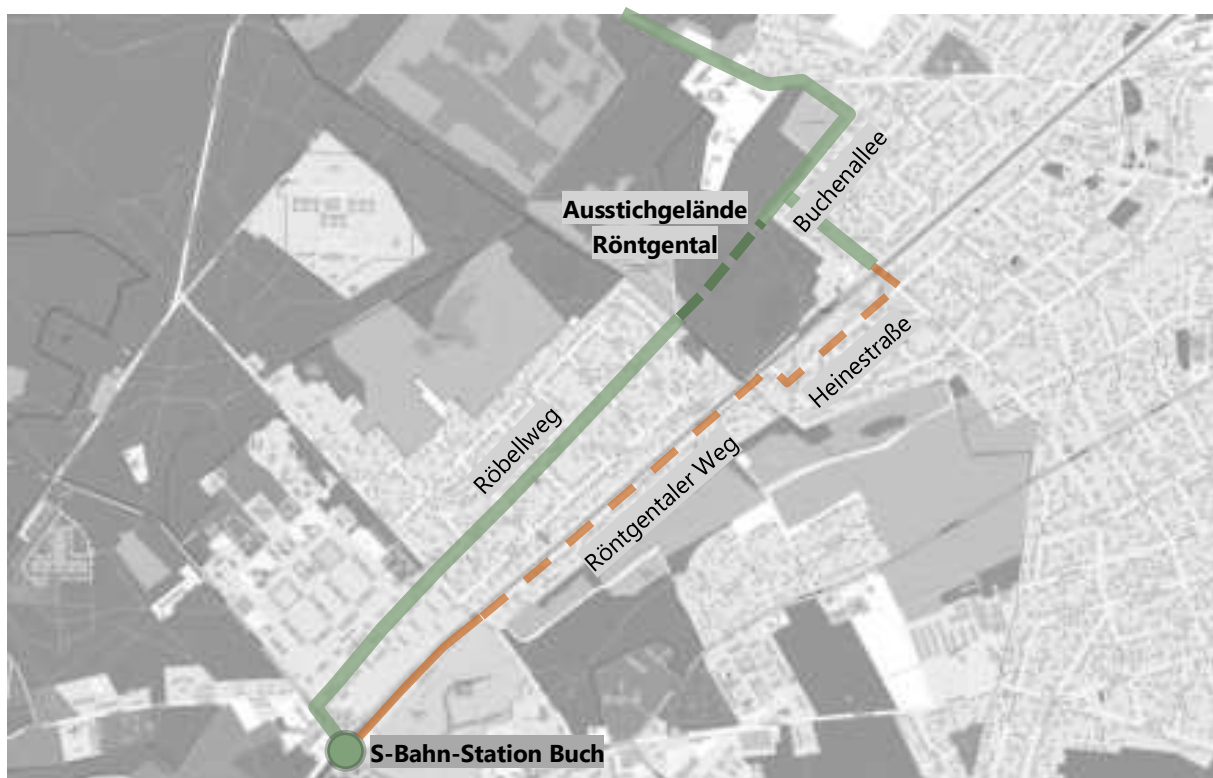 Buchenallee
Ausstichgelände
Röntgental
Heinestraße
Röbellweg
Röntgentaler Weg
S-Bahn-Station Buch